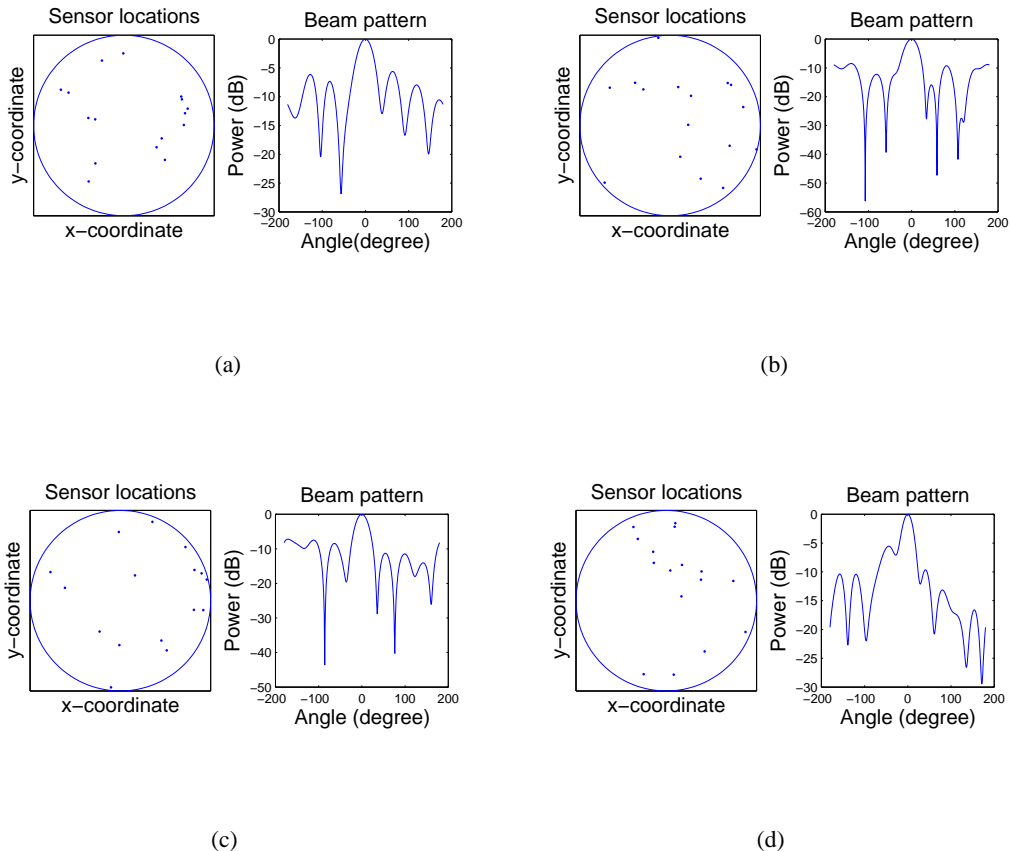 Sensor locations
y−coordinate
x−coordinate
Beam pattern
Power (dB)
0
−5
−10
−15
−20
−25
−30
−200 −100 0 100 200
Angle(degree)
(a)
Sensor locations
y−coordinate
x−coordinate
Beam pattern
Power (dB)
0
−10
−20
−30
−40
−50
−60
−200 −100 0 100 200
Angle (degree)
(b)
Sensor locations
y−coordinate
x−coordinate
Beam pattern
Power (dB)
0
−10
−20
−30
−40
−50
−200 −100 0 100 200
Angle (degree)
(c)
Sensor locations
y−coordinate
x−coordinate
Beam pattern
Power (dB)
0
−5
−10
−15
−20
−25
−30
−200 −100 0 100 200
Angle (degree)
(d)